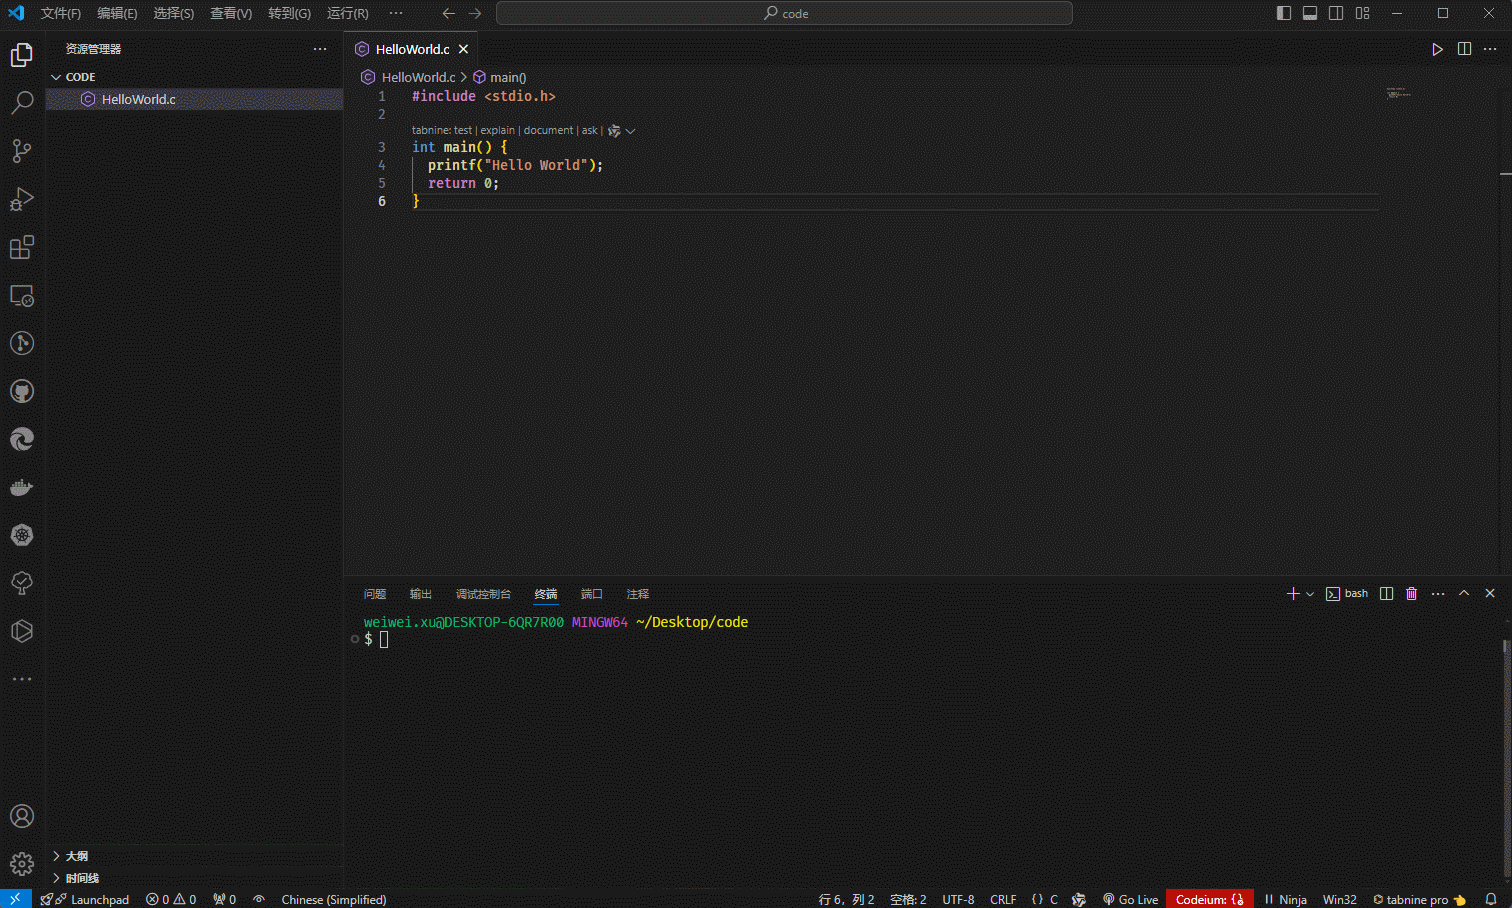 文件(F) 编辑(E) 选择(S) 查看(V) 转到(G) 运行(R) ··· code
资源管理器 ···
CODE
HelloWorld.c
HelloWorld.c
HelloWorld.c > main()
1 #include <stdio.h>
2
tabnine: test | explain | document | ask |
3 int main() {
4 printf("Hello World");
5 return 0;
6 }
问题 输出 调试控制台 终端 端口 注释 bash
weiwei.xu@DESKTOP-6QR7R00 MINGW64 ~/Desktop/code
$
大纲
时间线
Launchpad 0 0 0 Chinese (Simplified) 行 6，列 2 空格: 2 UTF-8 CRLF {} C Go Live Codeium: {} Ninja Win32 tabnine pro